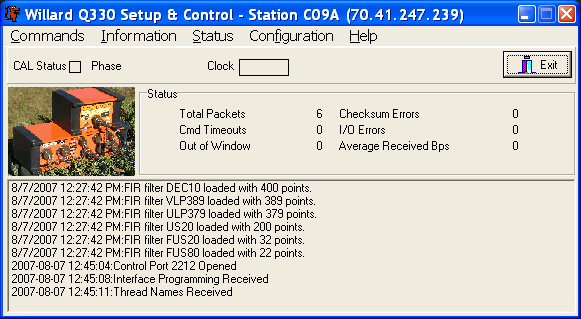 Willard Q330 Setup & Control - Station C09A (70.41.247.239)
Commands Information Status Configuration Help
CAL Status Phase Clock Exit
Status
Total Packets 6 Checksum Errors 0
Cmd Timeouts 0 I/O Errors 0
Out of Window 0 Average Received Bps 0
8/7/2007 12:27:42 PM:FIR filter DEC10 loaded with 400 points.
8/7/2007 12:27:42 PM:FIR filter VLP389 loaded with 389 points.
8/7/2007 12:27:42 PM:FIR filter ULP379 loaded with 379 points.
8/7/2007 12:27:42 PM:FIR filter US20 loaded with 200 points.
8/7/2007 12:27:42 PM:FIR filter FUS20 loaded with 32 points.
8/7/2007 12:27:42 PM:FIR filter FUS80 loaded with 22 points.
2007-08-07 12:45:04:Control Port 2212 Opened
2007-08-07 12:45:08:Interface Programming Received
2007-08-07 12:45:11:Thread Names Received